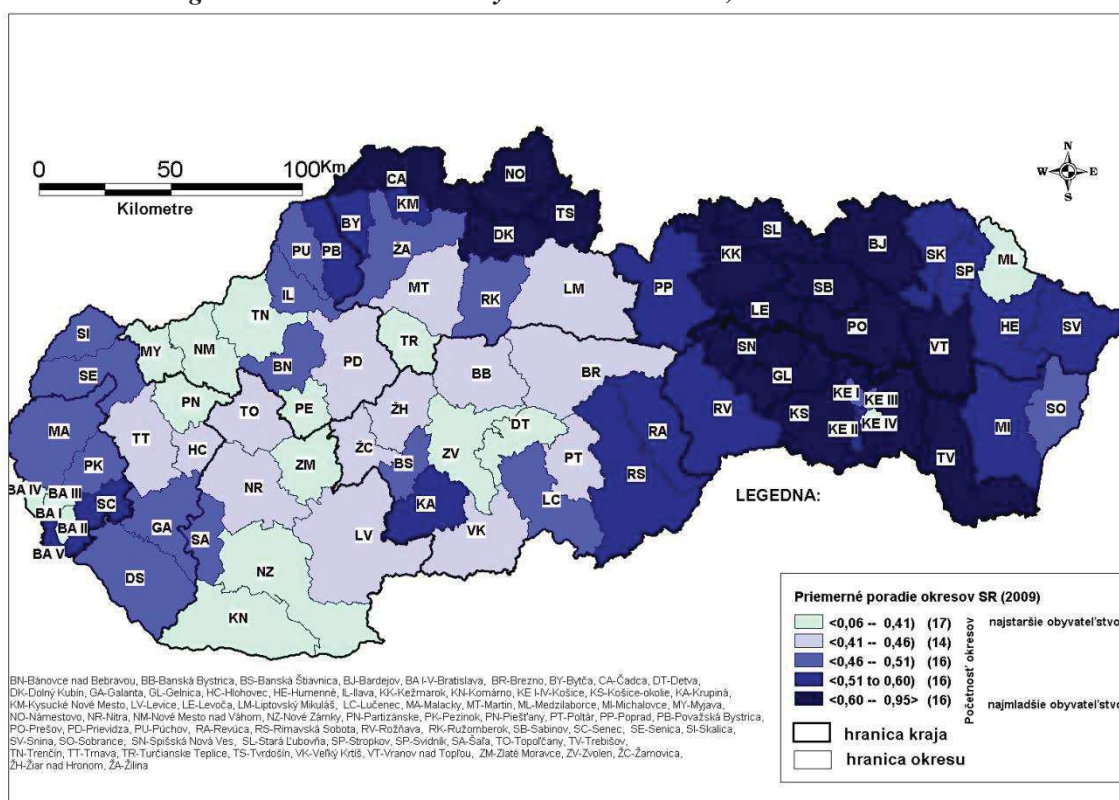 0 50 100Km
Kilometre
N
W E
S
NO
CA
KM
TS
BY
PU
PB
ŽA
DK
SL
BJ
KK
SK
SP
ML
IL
MT
RK
LM
PP
SB
LE
PO
HE
SV
TN
SI
MY
NM
BN
PD
TR
SN
VT
SE
BB
BR
GL
PN
TO
PE
ŽH
KE I
KE III
SO
MA
TT
HC
ZM
ŽC
BS
ZV
DT
PT
RA
RV
KS
KE II
KE IV
MI
PK
NR
KA
LC
RS
TV
BA IV
BA III
SC
BA I
BA II
BA V
GA
SA
LV
VK
DS
NZ
KN
LEGEDNA:
Priemerné poradie okresov SR (2009)
<0,06 -- 0,41) (17) najstaršie obyvateľstvo
<0,41 -- 0,46) (14)
<0,46 -- 0,51) (16)
<0,51 to 0,60) (16)
<0,60 -- 0,95> (16) najmladšie obyvateľstvo
Početnosť okresov
hranica kraja
hranica okresu
BN-Bánovce nad Bebravou, BB-Banská Bystrica, BS-Banská Štiavnica, BJ-Bardejov, BA I-V-Bratislava, BR-Brezno, BY-Bytča, CA-Čadca, DT-Detva,
DK-Dolný Kubín, GA-Galanta, GL-Gelnica, HC-Hlohovec, HE-Humenné, IL-Ilava, KK-Kežmarok, KN-Komárno, KE I-IV-Košice, KS-Košice-okolie, KA-Krupiná,
KM-Kysucké Nové Mesto, LV-Levice, LE-Levoča, LM-Liptovský Mikuláš, LC-Lučenec, MA-Malacky, MT-Martin, ML-Medzilaborce, MI-Michalovce, MY-Myjava,
NO-Námestovo, NR-Nitra, NM-Nové Mesto nad Váhom, NZ-Nové Zámky, PN-Partizánske, PK-Pezinok, PN-Piešťany, PT-Poltár, PP-Poprad, PB-Považská Bystrica,
PO-Prešov, PD-Prievidza, PU-Púchov, RA-Revúca, RS-Rimavská Sobota, RV-Rožňava, RK-Ružomberok, SB-Sabinov, SC-Senec, SE-Senica, SI-Skalica,
SV-Snina, SO-Sobrance, SN-Spišská Nová Ves, SL-Stará Ľubovňa, SP-Stropkov, SP-Svidník, SA-Šaľa, TO-Topoľčany, TV-Trebišov,
TN-Trenčín, TT-Trnava, TR-Turčianske Teplice, TS-Tvrdošín, VK-Veľký Krtíš, VT-Vranov nad Topľou, ZM-Zlaté Moravce, ZV-Zvolen, ŽC-Žarnovica,
ŽH-Žiar nad Hronom, ŽA-Žilina